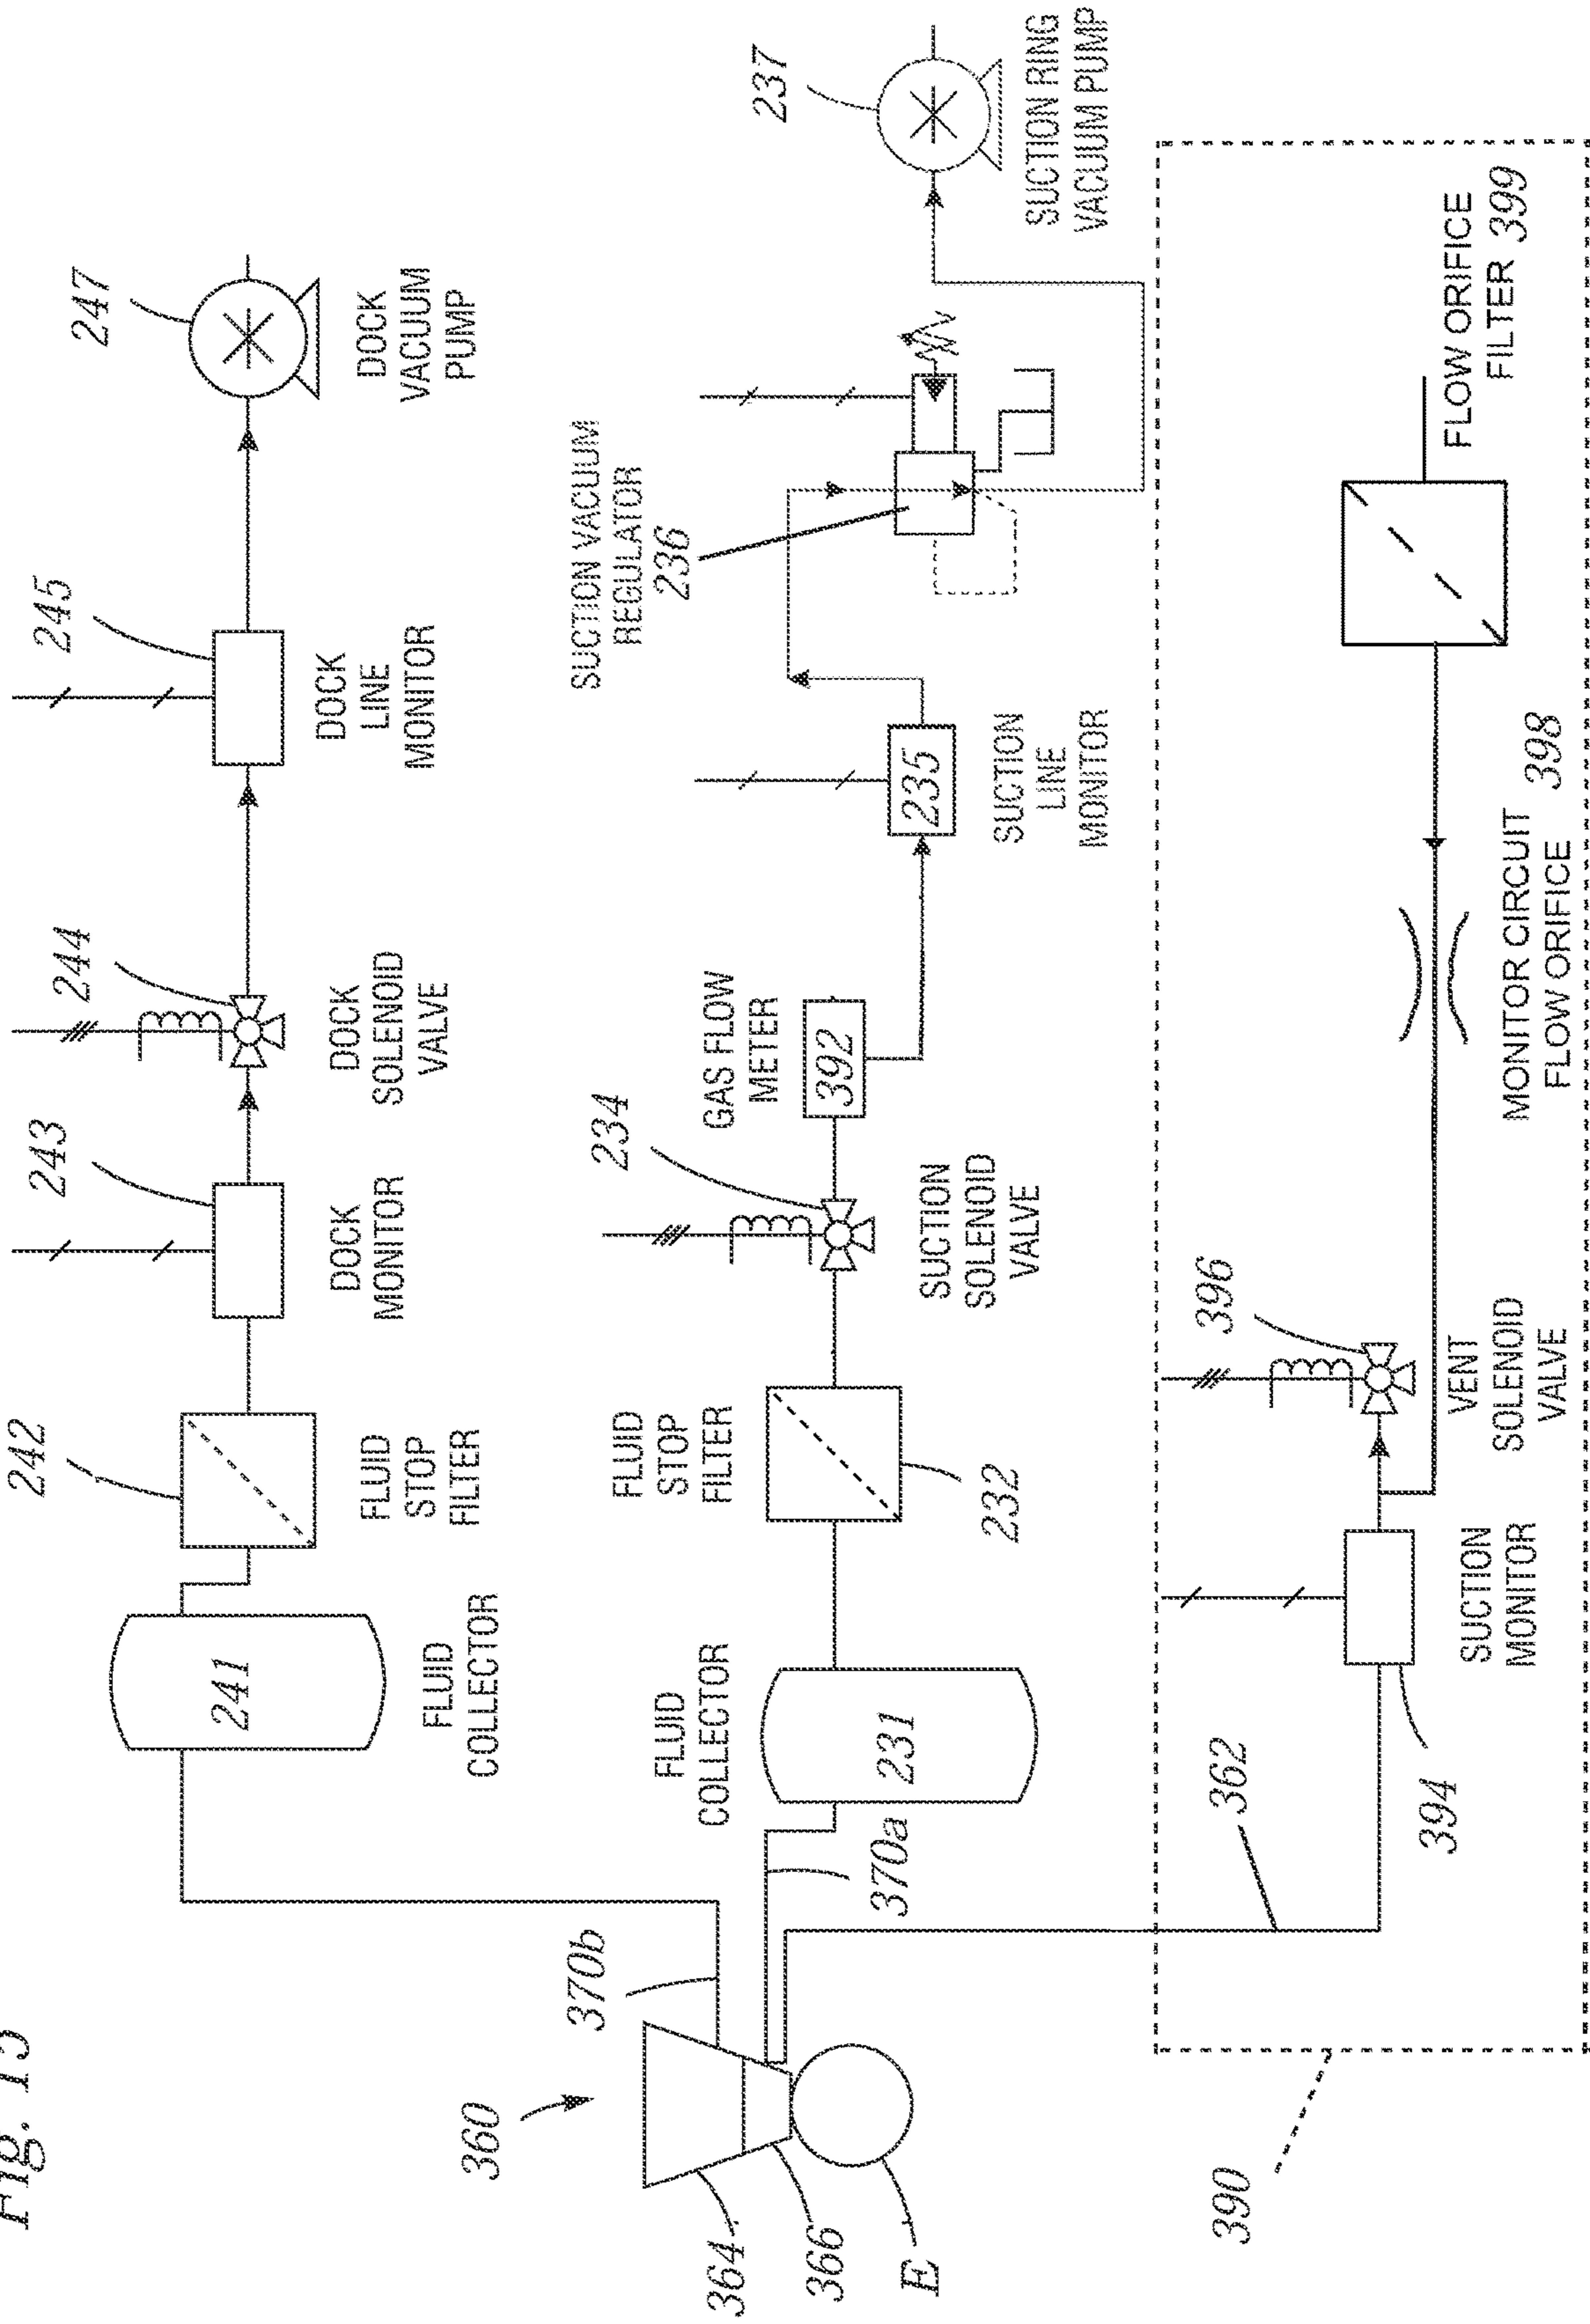 Fig. 15
247
DOCK
VACUUM
PUMP
245
DOCK
LINE
MONITOR
244
DOCK
SOLENOID
VALVE
243
DOCK
MONITOR
242
FLUID
STOP
FILTER
241
FLUID
COLLECTOR
237
SUCTION RING
VACUUM PUMP
SUCTION VACUUM
REGULATOR
236
235
SUCTION
LINE
MONITOR
GAS FLOW
METER
392
234
SUCTION
SOLENOID
VALVE
FLUID
STOP
FILTER
232
FLUID
COLLECTOR
231
370a
370b
360
364
366
E
390
362
394
SUCTION
MONITOR
396
VENT
SOLENOID
VALVE
MONITOR CIRCUIT
FLOW ORIFICE 398
FLOW ORIFICE
FILTER 399